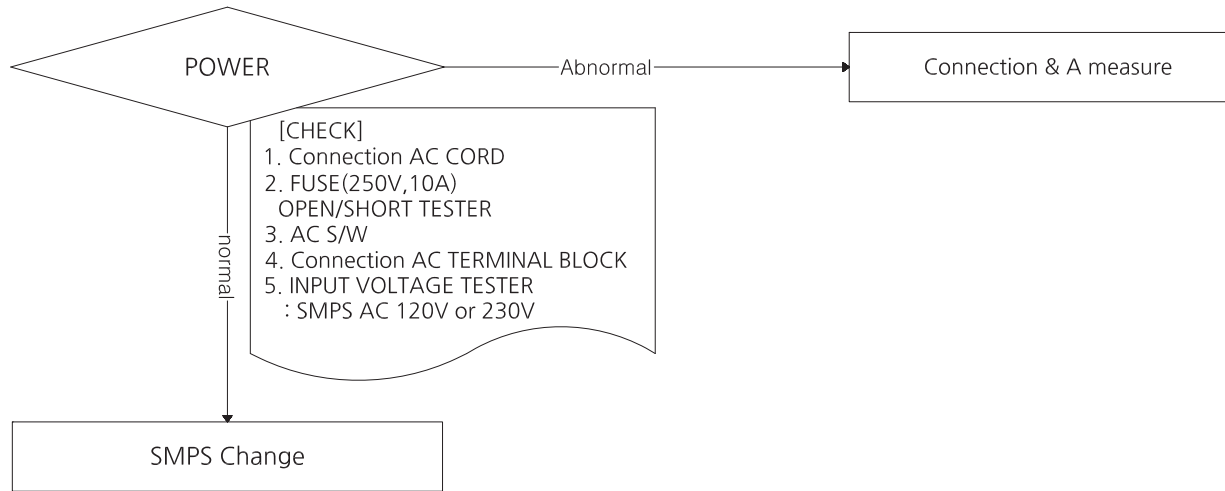 POWER
Abnormal
Connection & A measure
[CHECK]
1. Connection AC CORD
2. FUSE(250V,10A)
OPEN/SHORT TESTER
3. AC S/W
4. Connection AC TERMINAL BLOCK
5. INPUT VOLTAGE TESTER
: SMPS AC 120V or 230V
normal
SMPS Change